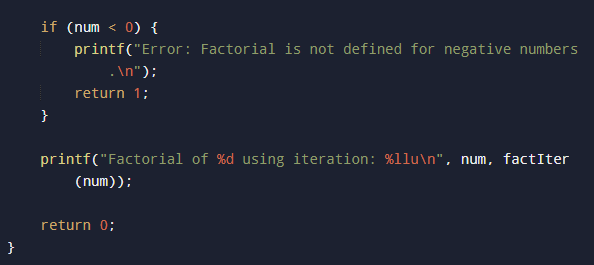 if (num < 0) {
printf("Error: Factorial is not defined for negative numbers
.\n");
return 1;
}
printf("Factorial of %d using iteration: %llu\n", num, factIter
(num));
return 0;
}